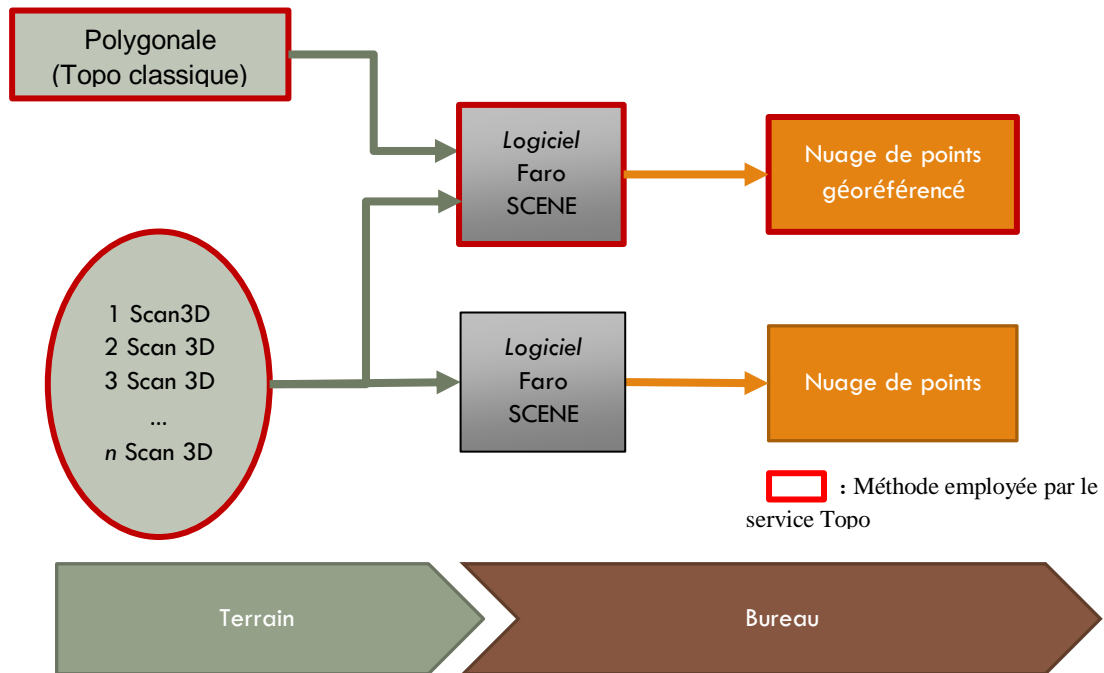 Polygonale
(Topo classique)
Logiciel
Faro
SCENE
Nuage de points
géoréférencé
1 Scan3D
2 Scan 3D
3 Scan 3D
...
n Scan 3D
Logiciel
Faro
SCENE
Nuage de points
: Méthode employée par le
service Topo
Terrain
Bureau